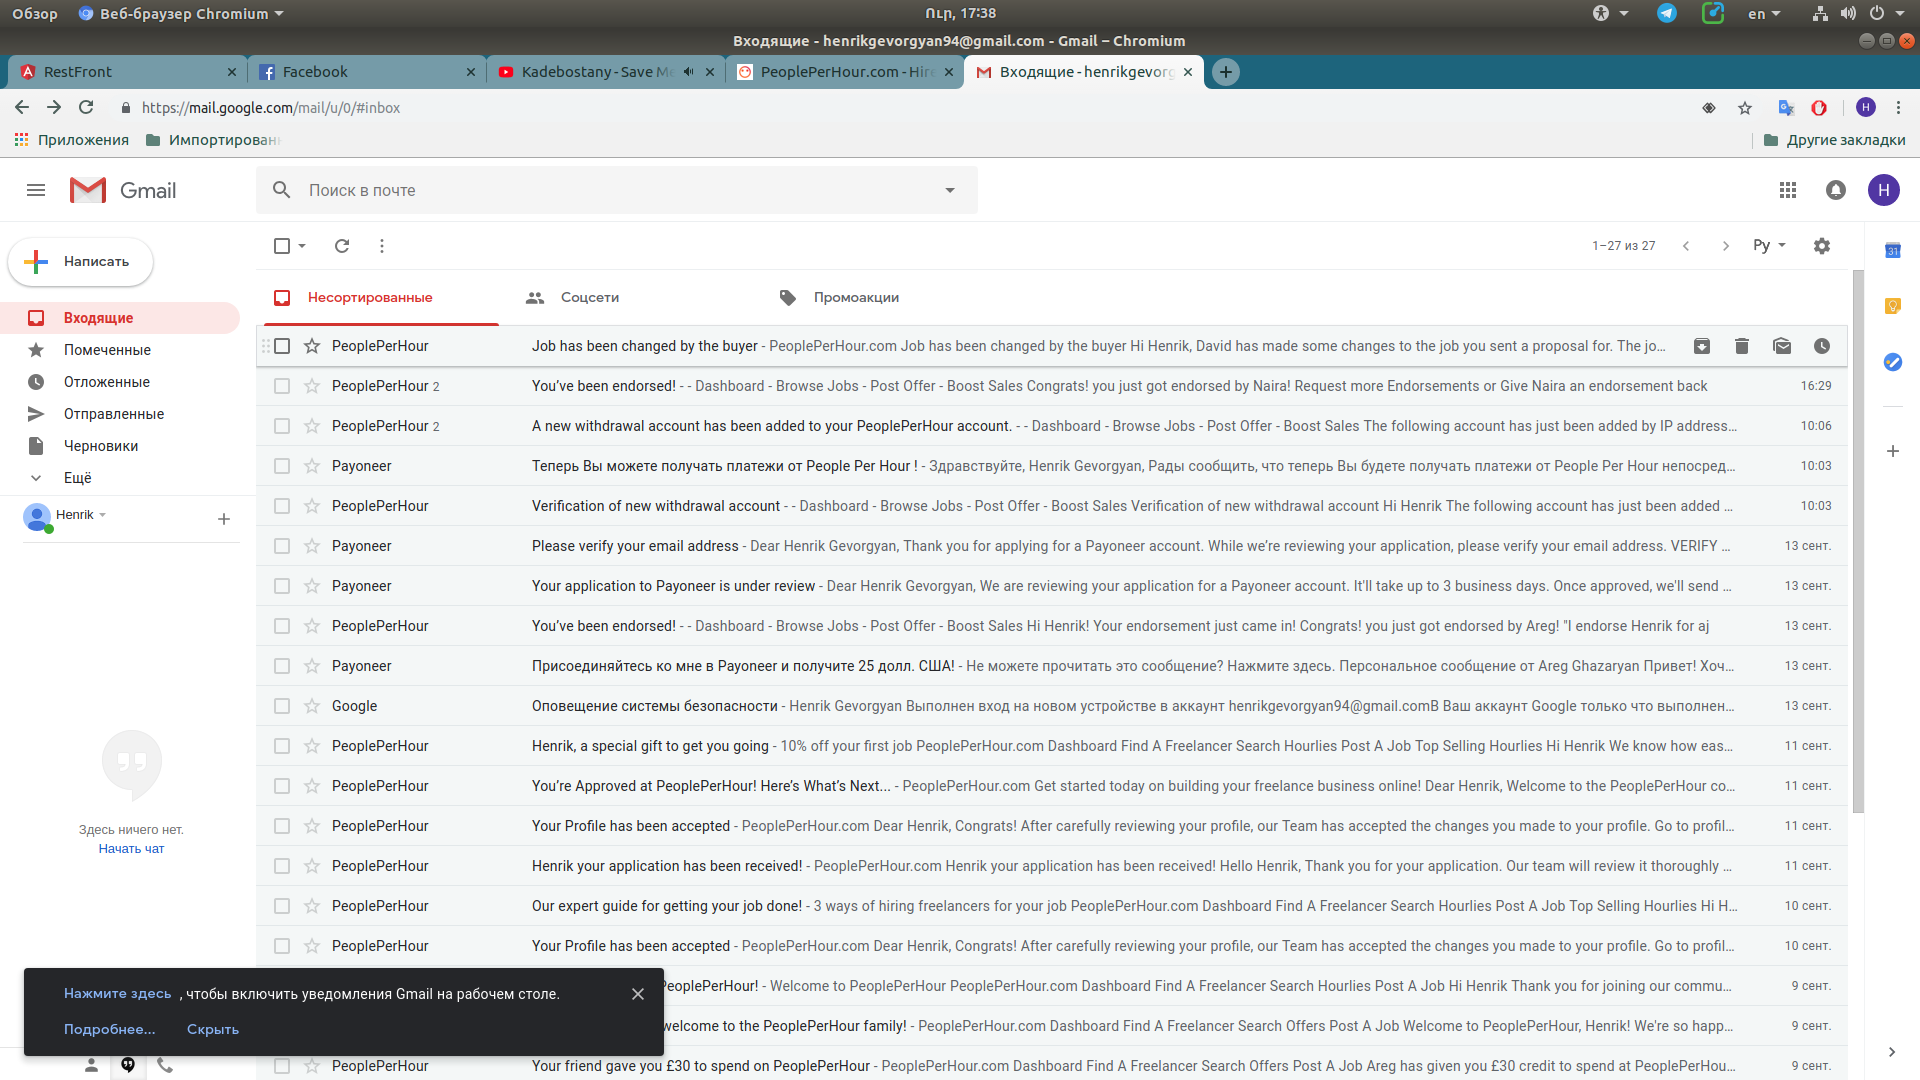 Обзор Веб-браузер Chromium Ուր, 17:38 en
Входящие - henrikgevorgyan94@gmail.com - Gmail – Chromium
RestFront Facebook Kadebostany - Save Me PeoplePerHour.com - Hire Входящие - henrikgevorg
https://mail.google.com/mail/u/0/#inbox H
Приложения Импортирован Другие закладки
Gmail Поиск в почте H
Написать 1–27 из 27 Ру
Несортированные Соцсети Промоакции
Входящие
Помеченные
Отложенные
Отправленные
Черновики
Ещё
Henrik
Здесь ничего нет.
Начать чат
PeoplePerHour Job has been changed by the buyer - PeoplePerHour.com Job has been changed by the buyer Hi Henrik, David has made some changes to the job you sent a proposal for. The jo...
PeoplePerHour 2 You’ve been endorsed! - - Dashboard - Browse Jobs - Post Offer - Boost Sales Congrats! you just got endorsed by Naira! Request more Endorsements or Give Naira an endorsement back 16:29
PeoplePerHour 2 A new withdrawal account has been added to your PeoplePerHour account. - - Dashboard - Browse Jobs - Post Offer - Boost Sales The following account has just been added by IP address... 10:06
Payoneer Теперь Вы можете получать платежи от People Per Hour ! - Здравствуйте, Henrik Gevorgyan, Рады сообщить, что теперь Вы будете получать платежи от People Per Hour непосред... 10:03
PeoplePerHour Verification of new withdrawal account - - Dashboard - Browse Jobs - Post Offer - Boost Sales Verification of new withdrawal account Hi Henrik The following account has just been added ... 10:03
Payoneer Please verify your email address - Dear Henrik Gevorgyan, Thank you for applying for a Payoneer account. While we’re reviewing your application, please verify your email address. VERIFY ... 13 сент.
Payoneer Your application to Payoneer is under review - Dear Henrik Gevorgyan, We are reviewing your application for a Payoneer account. It'll take up to 3 business days. Once approved, we'll send ... 13 сент.
PeoplePerHour You’ve been endorsed! - - Dashboard - Browse Jobs - Post Offer - Boost Sales Hi Henrik! Your endorsement just came in! Congrats! you just got endorsed by Areg! "I endorse Henrik for aj 13 сент.
Payoneer Присоединяйтесь ко мне в Payoneer и получите 25 долл. США! - Не можете прочитать это сообщение? Нажмите здесь. Персональное сообщение от Areg Ghazaryan Привет! Хоч... 13 сент.
Google Оповещение системы безопасности - Henrik Gevorgyan Выполнен вход на новом устройстве в аккаунт henrikgevorgyan94@gmail.comВ Ваш аккаунт Google только что выполнен... 13 сент.
PeoplePerHour Henrik, a special gift to get you going - 10% off your first job PeoplePerHour.com Dashboard Find A Freelancer Search Hourlies Post A Job Top Selling Hourlies Hi Henrik We know how eas... 11 сент.
PeoplePerHour You’re Approved at PeoplePerHour! Here’s What’s Next... - PeoplePerHour.com Get started today on building your freelance business online! Dear Henrik, Welcome to the PeoplePerHour co... 11 сент.
PeoplePerHour Your Profile has been accepted - PeoplePerHour.com Dear Henrik, Congrats! After carefully reviewing your profile, our Team has accepted the changes you made to your profile. Go to profil... 11 сент.
PeoplePerHour Henrik your application has been received! - PeoplePerHour.com Henrik your application has been received! Hello Henrik, Thank you for your application. Our team will review it thoroughly ... 11 сент.
PeoplePerHour Our expert guide for getting your job done! - 3 ways of hiring freelancers for your job PeoplePerHour.com Dashboard Find A Freelancer Search Hourlies Post A Job Top Selling Hourlies Hi H... 10 сент.
PeoplePerHour Your Profile has been accepted - PeoplePerHour.com Dear Henrik, Congrats! After carefully reviewing your profile, our Team has accepted the changes you made to your profile. Go to profil... 10 сент.
PeoplePerHour! - Welcome to PeoplePerHour PeoplePerHour.com Dashboard Find A Freelancer Search Hourlies Post A Job Hi Henrik Thank you for joining our commu... 9 сент.
welcome to the PeoplePerHour family! - PeoplePerHour.com Dashboard Find A Freelancer Search Offers Post A Job Welcome to PeoplePerHour, Henrik! We're so happ... 9 сент.
PeoplePerHour Your friend gave you £30 to spend on PeoplePerHour - PeoplePerHour.com Dashboard Find A Freelancer Search Offers Post A Job Areg has given you £30 credit to spend at PeoplePerHou... 9 сент.
Нажмите здесь , чтобы включить уведомления Gmail на рабочем столе.
Подробнее... Скрыть